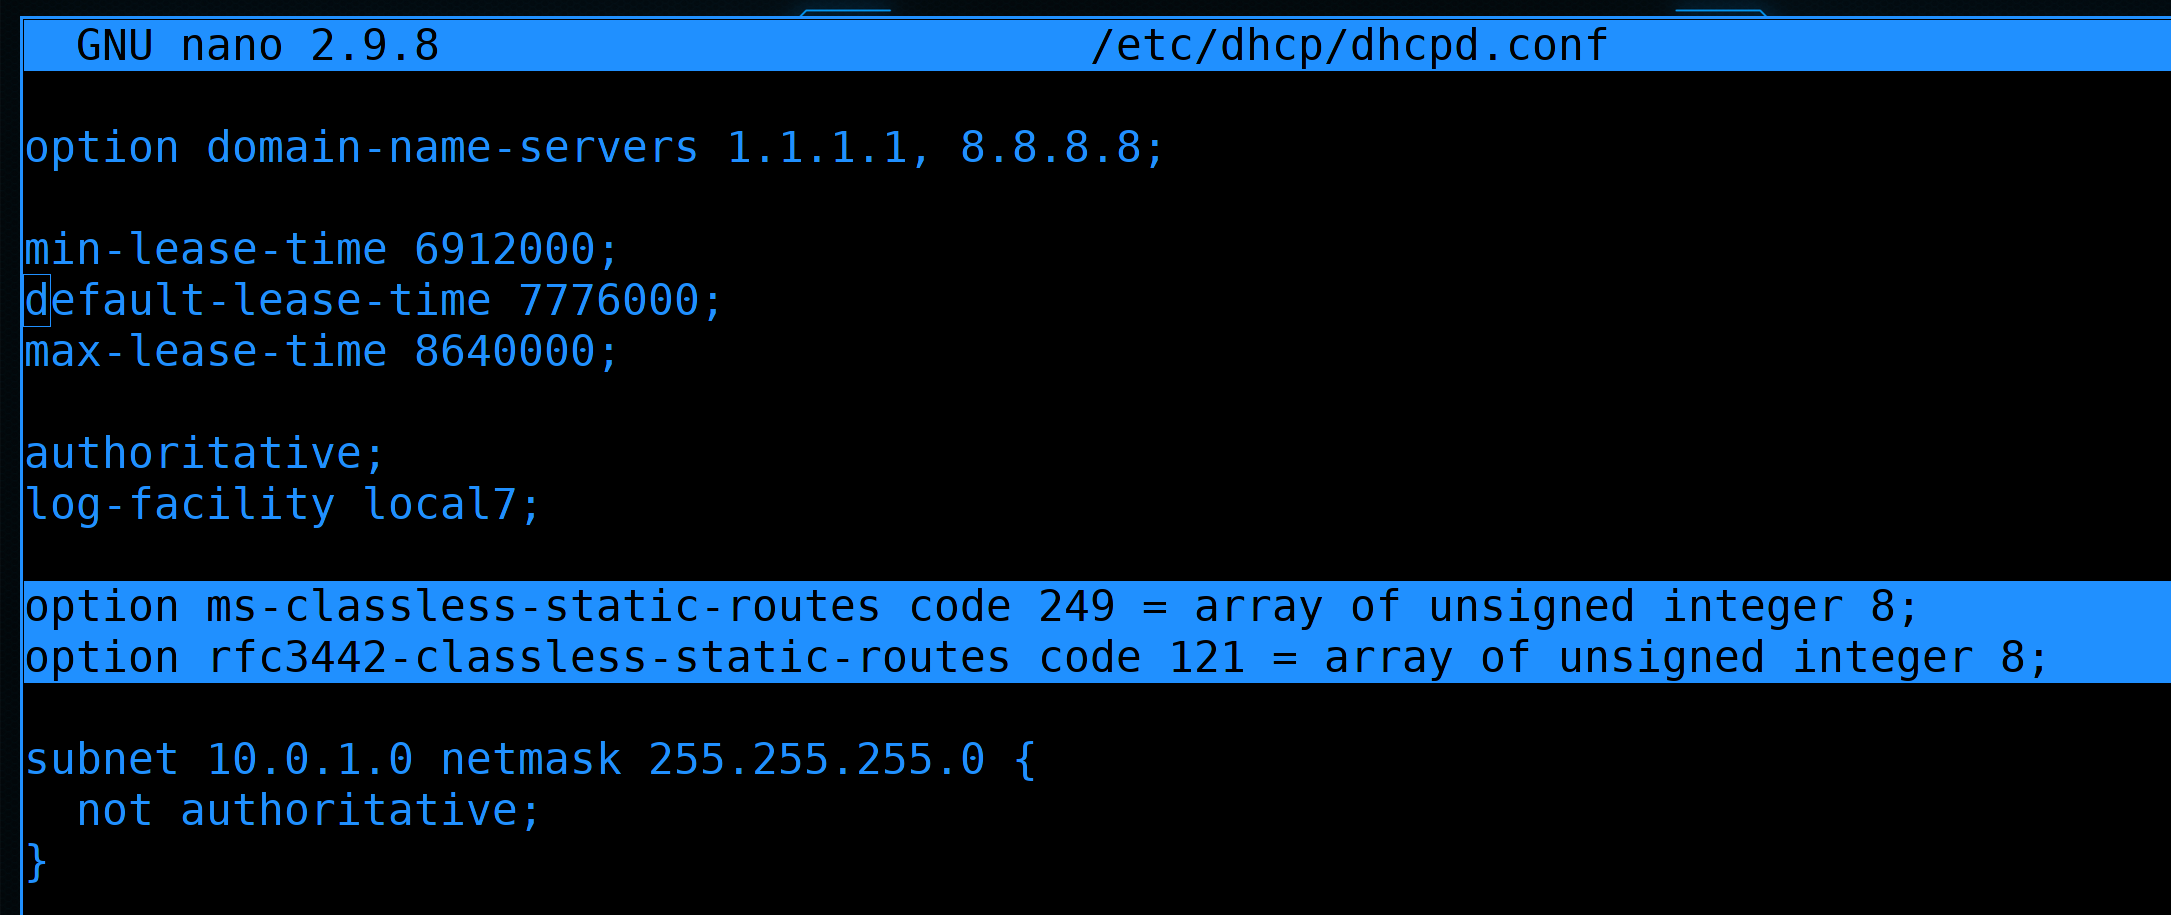 GNU nano 2.9.8 /etc/dhcp/dhcpd.conf
option domain-name-servers 1.1.1.1, 8.8.8.8;
min-lease-time 6912000;
default-lease-time 7776000;
max-lease-time 8640000;
authoritative;
log-facility local7;
option ms-classless-static-routes code 249 = array of unsigned integer 8;
option rfc3442-classless-static-routes code 121 = array of unsigned integer 8;
subnet 10.0.1.0 netmask 255.255.255.0 {
  not authoritative;
}